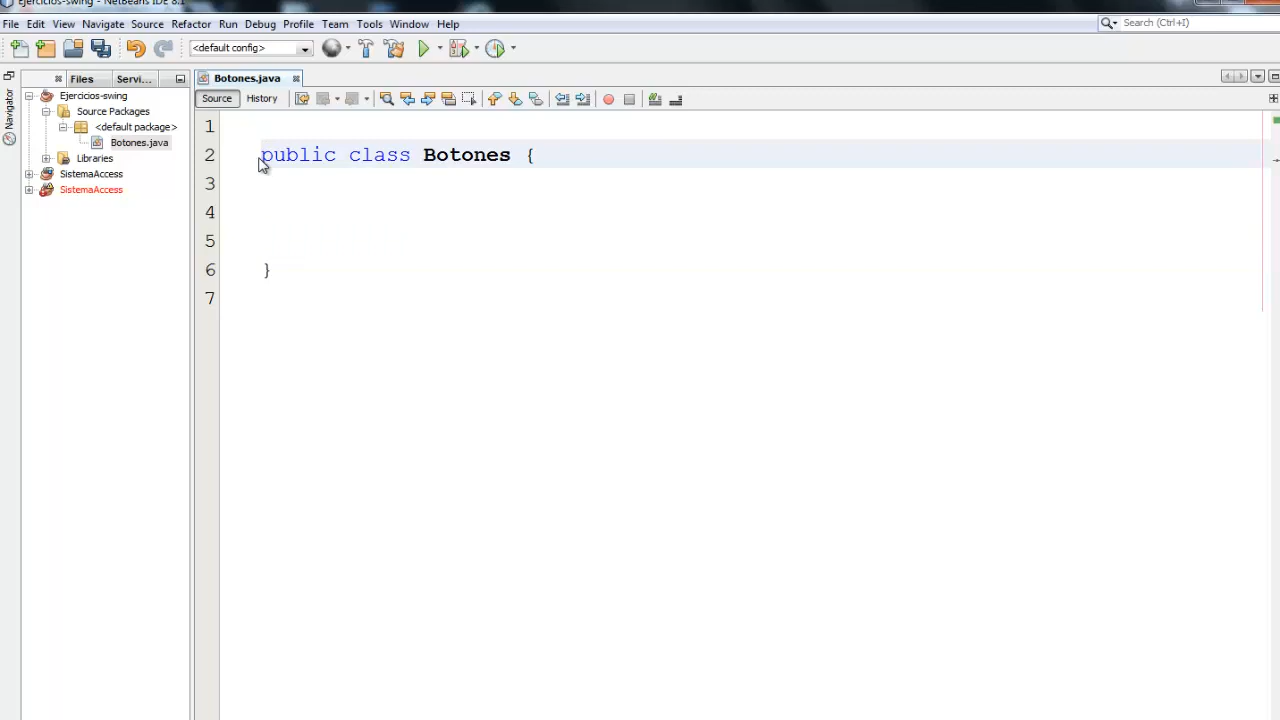 Ejercicios-swing - NetBeans IDE 8.1
File Edit View Navigate Source Refactor Run Debug Profile Team Tools Window Help
Search (Ctrl+I)
<default config>
Files Servi...
Botones.java
Navigator
Source History
Ejercicios-swing
Source Packages
<default package>
Botones.java
Libraries
SistemaAccess
SistemaAccess
1
2 public class Botones {
3
4
5
6 }
7